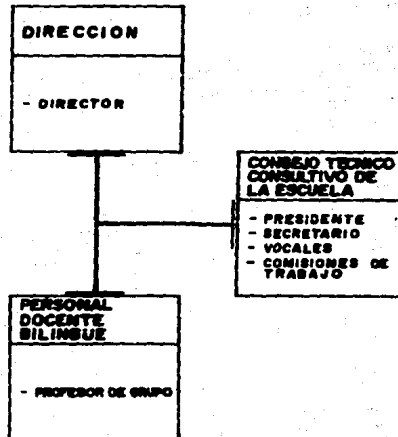 DIRECCION
- DIRECTOR
CONSEJO TECNICO
CONSULTIVO DE
LA ESCUELA
- PRESIDENTE
- SECRETARIO
- VOCALES
- COMISIONES DE
TRABAJO
PERSONAL
DOCENTE
BILINGUE
- PROFESOR DE GRUPO